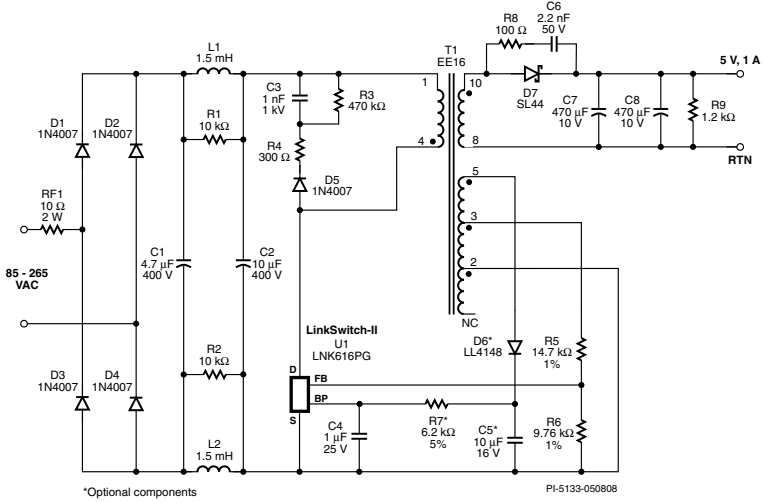 L1
1.5 mH
R1
10 kΩ
D1
1N4007
D2
1N4007
RF1
10 Ω
2 W
85 - 265
VAC
C1
4.7 μF
400 V
C2
10 μF
400 V
R2
10 kΩ
D3
1N4007
D4
1N4007
L2
1.5 mH
*Optional components
C3
1 nF
1 kV
R3
470 kΩ
R4
300 Ω
D5
1N4007
LinkSwitch-II
U1
LNK616PG
D
S
FB
BP
C4
1 μF
25 V
R7*
6.2 kΩ
5%
C5*
10 μF
16 V
D6*
LL4148
R5
14.7 kΩ
1%
R6
9.76 kΩ
1%
T1
EE16
1
4
10
8
5
3
2
NC
R8
100 Ω
C6
2.2 nF
50 V
D7
SL44
C7
470 μF
10 V
C8
470 μF
10 V
R9
1.2 kΩ
5 V, 1 A
RTN
PI-5133-050808